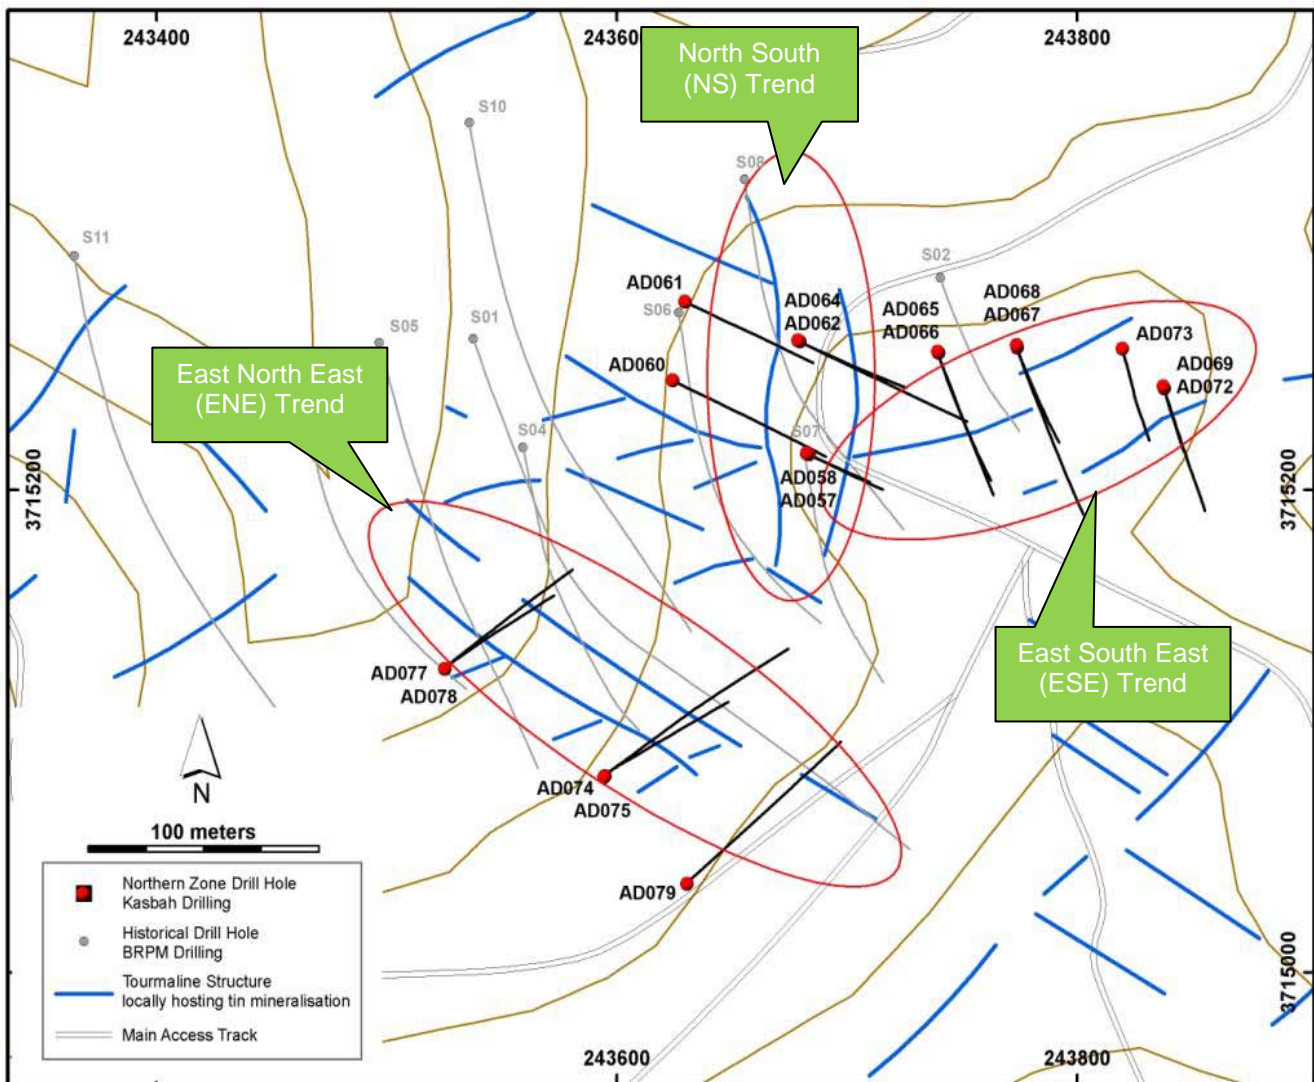 243400
243600
243800
North South
(NS) Trend
S10
S08
S11
S02
AD061
S06
AD064
AD062
AD065
AD066
AD068
AD067
AD073
AD069
AD072
S05
S01
AD060
East North East
(ENE) Trend
S04
S07
AD058
AD057
3715200
3715200
East South East
(ESE) Trend
AD077
AD078
AD074
AD075
AD079
N
100 meters
Northern Zone Drill Hole
Kasbah Drilling
Historical Drill Hole
BRPM Drilling
Tourmaline Structure
locally hosting tin mineralisation
Main Access Track
3715000
243600
243800